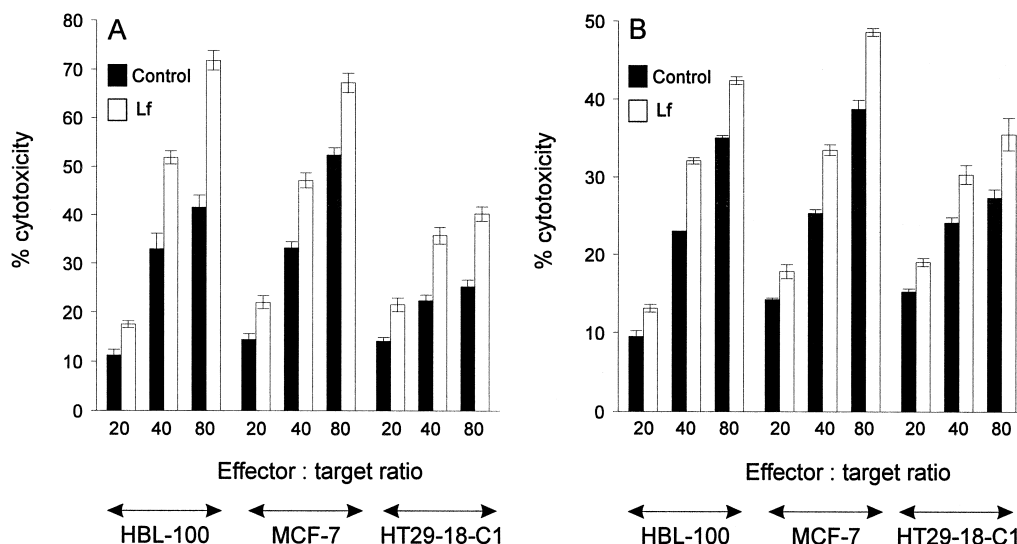 A
Control
Lf
% cytotoxicity
80
70
60
50
40
30
20
10
0
20 40 80 20 40 80 20 40 80
Effector : target ratio
HBL-100 MCF-7 HT29-18-C1
B
Control
Lf
% cytotoxicity
50
40
30
20
10
0
20 40 80 20 40 80 20 40 80
Effector : target ratio
HBL-100 MCF-7 HT29-18-C1